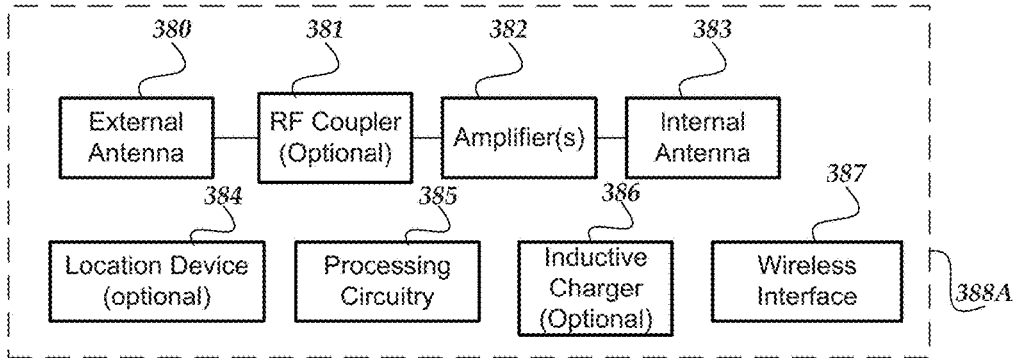 380
381
382
383
External
Antenna
RF Coupler
(Optional)
Amplifier(s)
Internal
Antenna
384
385
386
387
Location Device
(optional)
Processing
Circuitry
Inductive
Charger
(Optional)
Wireless
Interface
388A